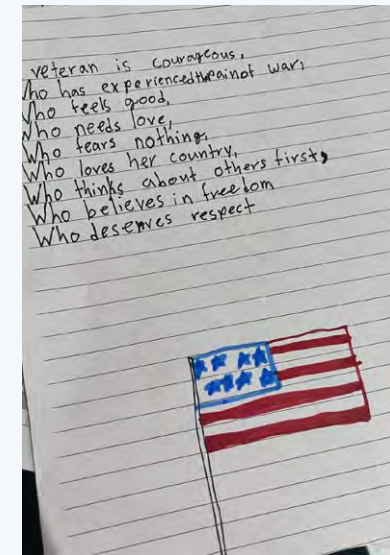 veteran is courageous,
Who has experienced the pain of war,
Who feels good,
Who needs love,
Who fears nothing,
Who loves her country,
Who thinks about others first,
Who believes in freedom
Who deserves respect